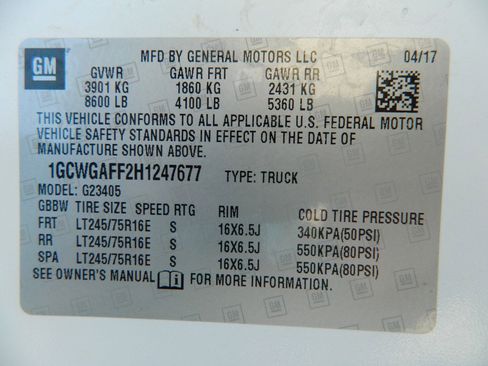 GM MFD BY GENERAL MOTORS LLC 04/17
GVWR GAWR FRT GAWR RR
3901 KG 1860 KG 2431 KG
8600 LB 4100 LB 5360 LB
THIS VEHICLE CONFORMS TO ALL APPLICABLE U.S. FEDERAL MOTOR
VEHICLE SAFETY STANDARDS IN EFFECT ON THE DATE OF
MANUFACTURE SHOWN ABOVE.
1GCWGAFF2H1247677 TYPE: TRUCK
MODEL: G23405
GBBW TIRE SIZE SPEED RTG RIM COLD TIRE PRESSURE
FRT LT245/75R16E S 16X6.5J 340KPA(50PSI)
RR LT245/75R16E S 16X6.5J 550KPA(80PSI)
SPA LT245/75R16E S 16X6.5J 550KPA(80PSI)
SEE OWNER'S MANUAL FOR MORE INFORMATION.